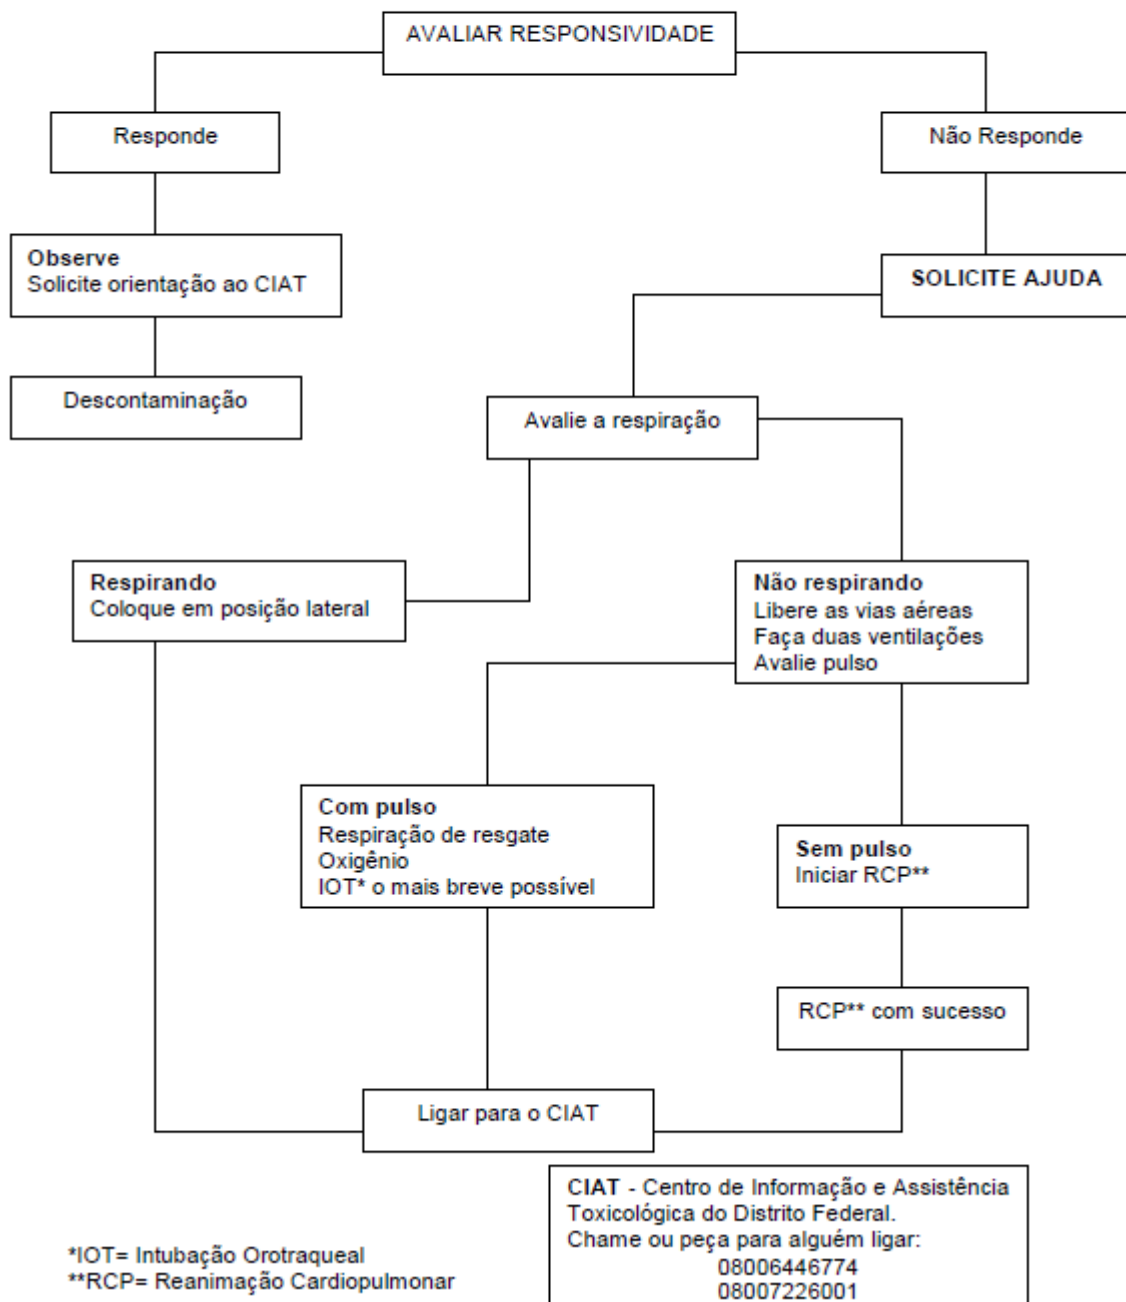 AVALIAR RESPONSIVIDADE
Responde
Não Responde
Observe
Solicite orientação ao CIAT
SOLICITE AJUDA
Descontaminação
Avalie a respiração
Respirando
Coloque em posição lateral
Não respirando
Libere as vias aéreas
Faça duas ventilações
Avalie pulso
Com pulso
Respiração de resgate
Oxigênio
IOT* o mais breve possível
Sem pulso
Iniciar RCP**
RCP** com sucesso
Ligar para o CIAT
CIAT - Centro de Informação e Assistência
Toxicológica do Distrito Federal.
Chame ou peça para alguém ligar:
08006446774
08007226001
*IOT= Intubação Orotraqueal
**RCP= Reanimação Cardiopulmonar